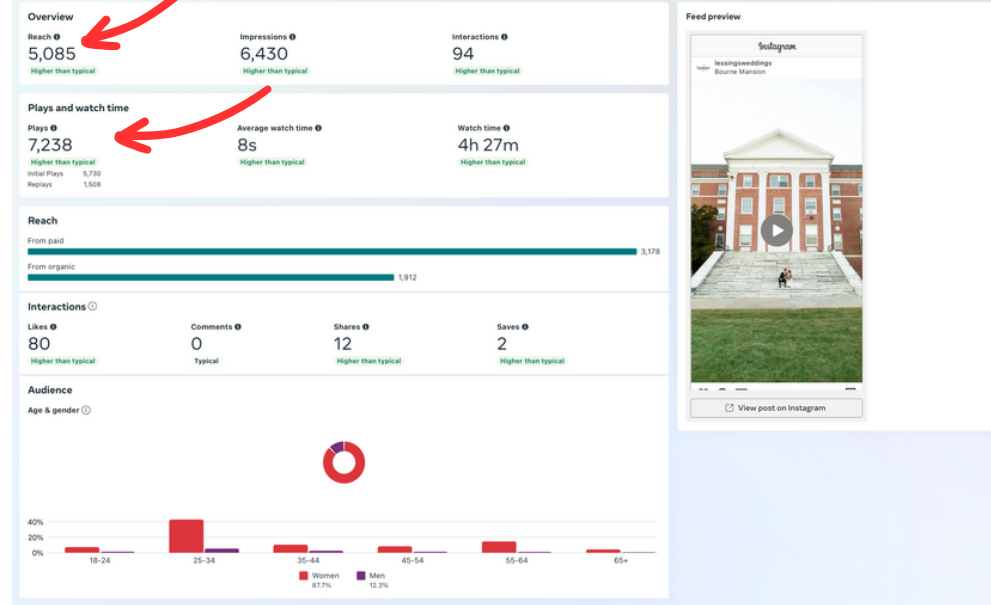 Overview
Reach
5,085
Higher than typical
Impressions
6,430
Higher than typical
Interactions
94
Higher than typical
Plays and watch time
Plays
7,238
Higher than typical
Initial Plays 5,730
Replays 1,508
Average watch time
8s
Higher than typical
Watch time
4h 27m
Higher than typical
Reach
From paid
3,178
From organic
1,912
Interactions
Likes
80
Higher than typical
Comments
0
Typical
Shares
12
Higher than typical
Saves
2
Higher than typical
Audience
Age & gender
40%
20%
0%
18-24 25-34 35-44 45-54 55-64 65+
Women Men
87.7% 12.3%
Feed preview
Instagram
lessingsweddings
Bourne Mansion
View post on Instagram